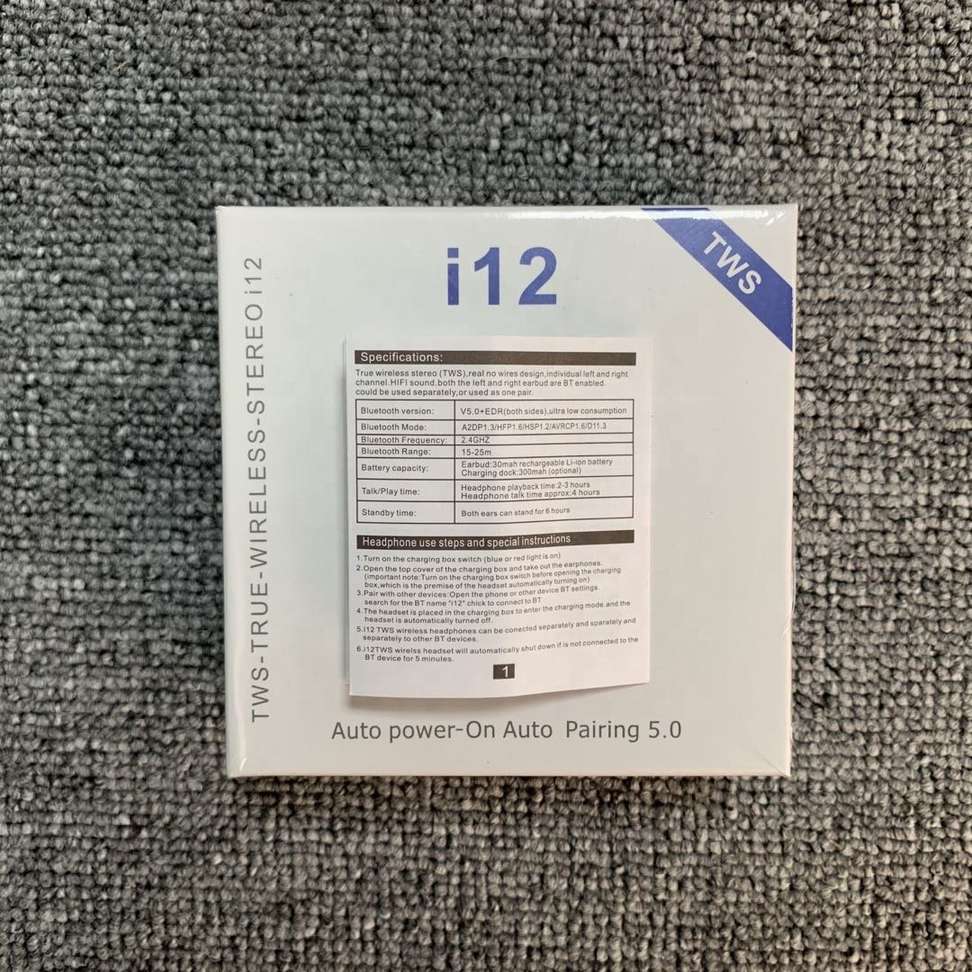 i12
TWS
TWS-TRUE-WIRELESS-STEREO i12
Specifications:
True wireless stereo (TWS),real no wires design,individual left and right
channel.HIFI sound.both the left and right earbud are BT enabled.
could be used separately,or used as one pair.
Bluetooth version: V5.0+EDR(both sides),ultra low consumption
Bluetooth Mode: A2DP1.3/HFP1.6/HSP1.2/AVRCP1.6/D11.3
Bluetooth Frequency: 2.4GHZ
Bluetooth Range: 15-25m
Battery capacity: Earbud:30mah rechargeable Li-ion battery
Charging dock:300mah (optional)
Talk/Play time: Headphone playback time:2-3 hours
Headphone talk time approx:4 hours
Standby time: Both ears can stand for 6 hours
Headphone use steps and special instructions
1.Turn on the charging box switch (blue or red light is on)
2.Open the top cover of the charging box and take out the earphones.
(important note:Turn on the charging box switch before opening the charging
box,which is the premise of the headset automatically turning on)
3.Pair with other devices:Open the phone or other device BT settings.
search for the BT name "i12" chick to connect to BT
4.The headset is placed in the charging box to enter the charging mode.and the
headset is automatically turned off.
5.i12 TWS wireless headphones can be conected separately and sparately and
separately to other BT devices.
6.i12TWS wirelss headset will automatically shut down if is not connected to the
BT device for 5 minutes.
1
Auto power-On Auto Pairing 5.0